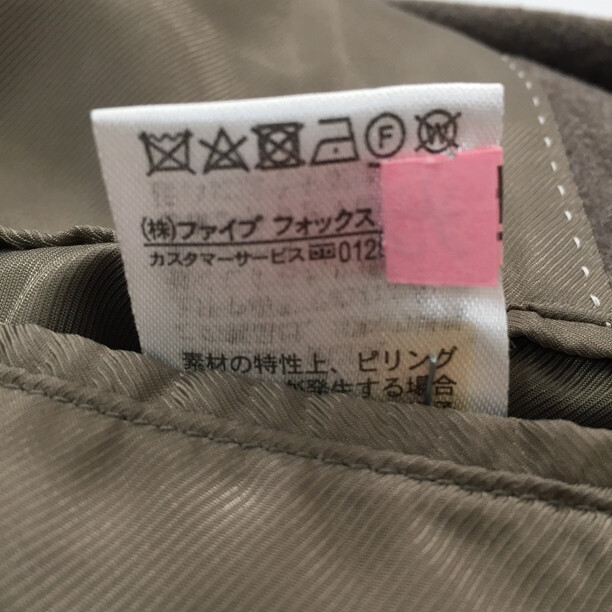 F W
(株)ファイブ フォックス
カスタマーサービス 012
素材の特性上、ピリング
が発生する場合